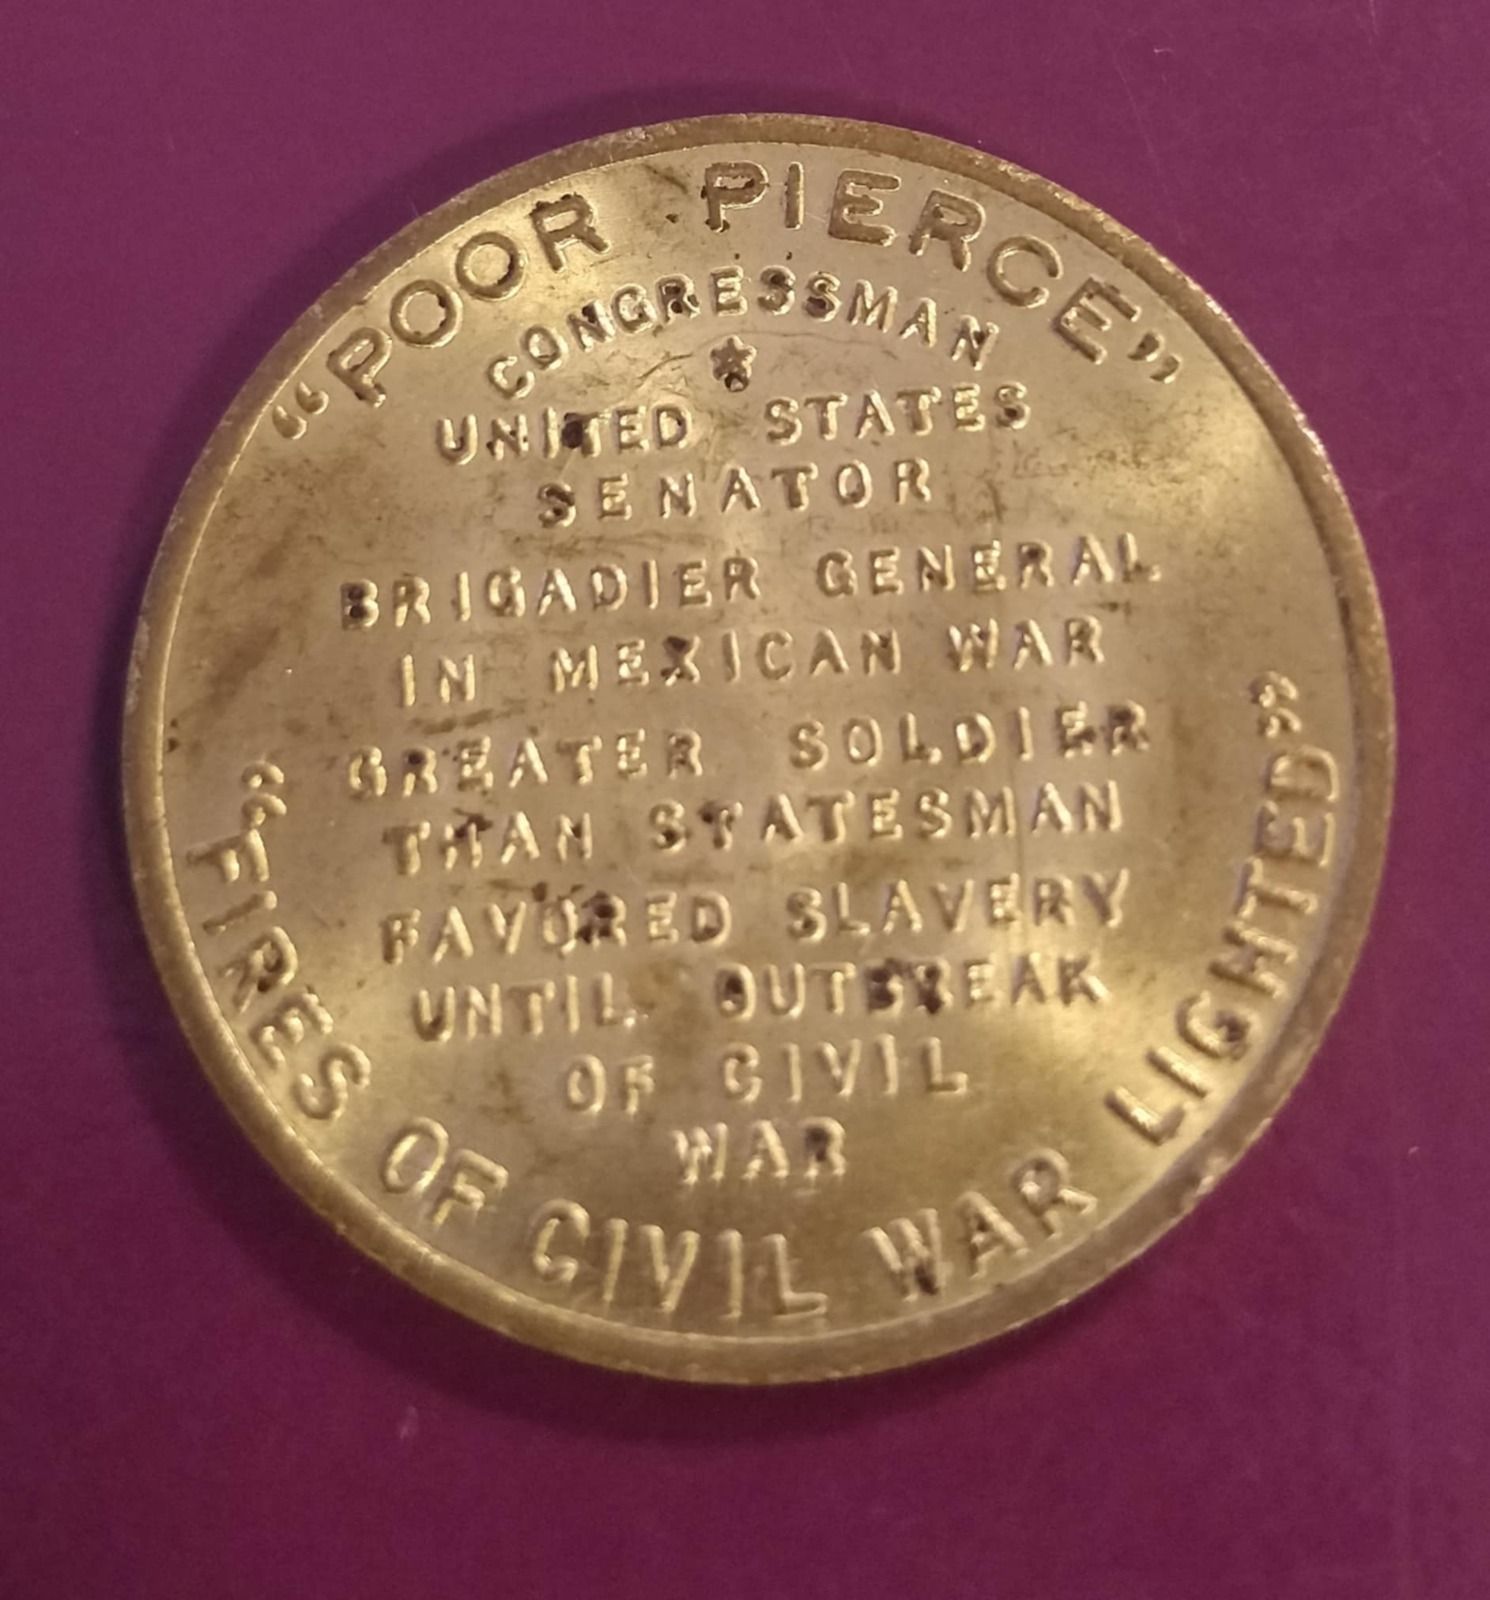 “POOR PIERCE”
CONGRESSMAN
UNITED STATES
SENATOR
BRIGADIER GENERAL
IN MEXICAN WAR
GREATER SOLDIER
THAN STATESMAN
FAVORED SLAVERY
UNTIL OUTBREAK
OF CIVIL
WAR
“FIRES OF CIVIL WAR LIGHTED”